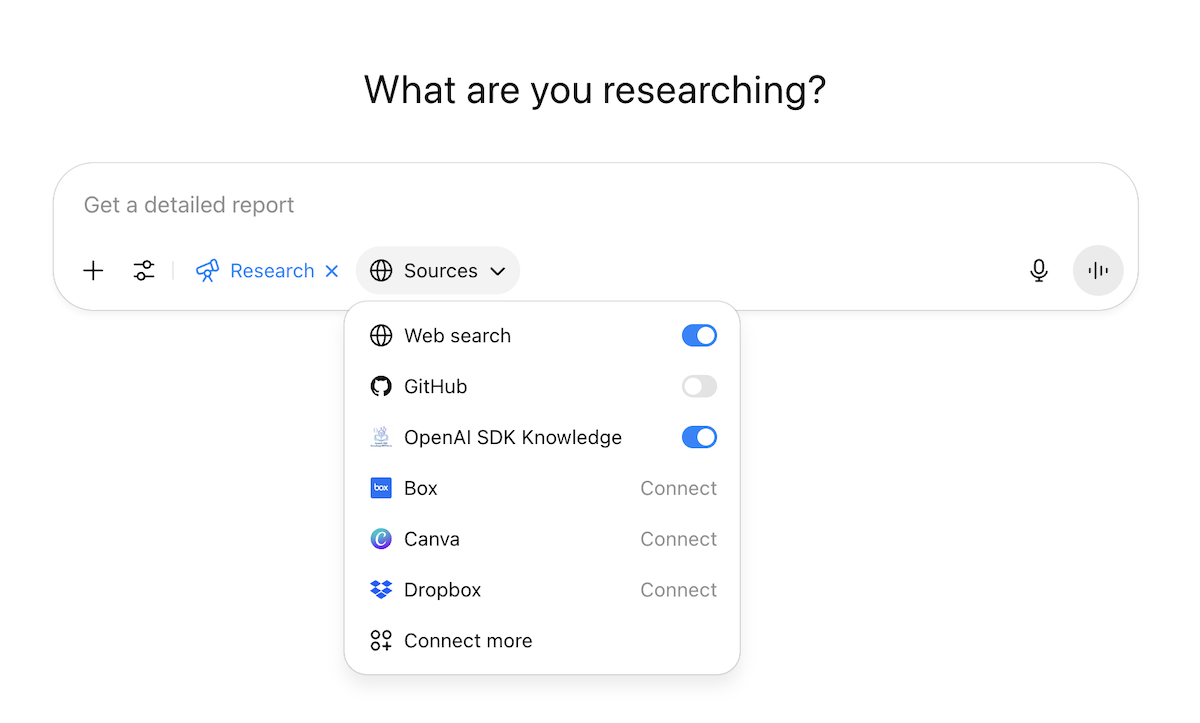 What are you researching?
Get a detailed report
Research
Sources
Web search
GitHub
OpenAI SDK Knowledge
box
Box
Connect
Canva
Connect
Dropbox
Connect
Connect more